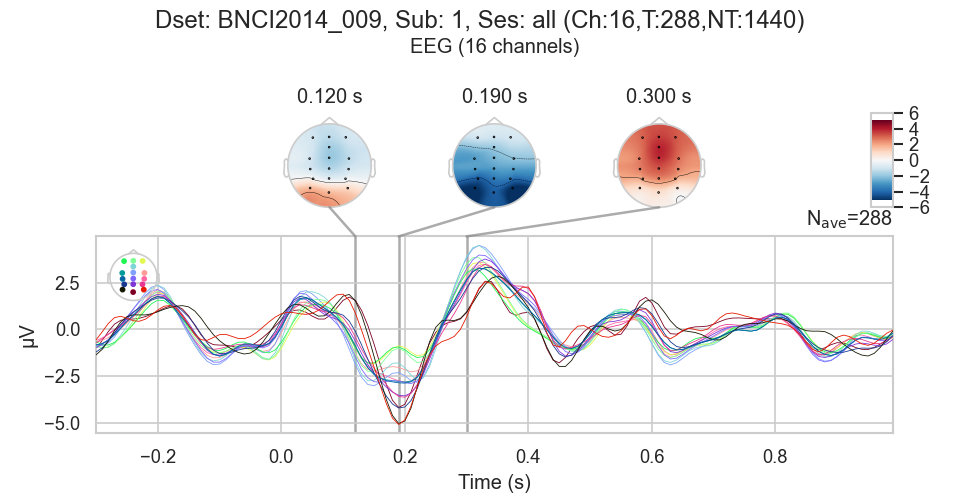 Dset: BNCI2014_009, Sub: 1, Ses: all (Ch:16,T:288,NT:1440)
EEG (16 channels)
0.120 s 0.190 s 0.300 s
6
4
2
0
−2
−4
−6
Nave=288
2.5
0.0
−2.5
−5.0
µV
−0.2 0.0 0.2 0.4 0.6 0.8
Time (s)